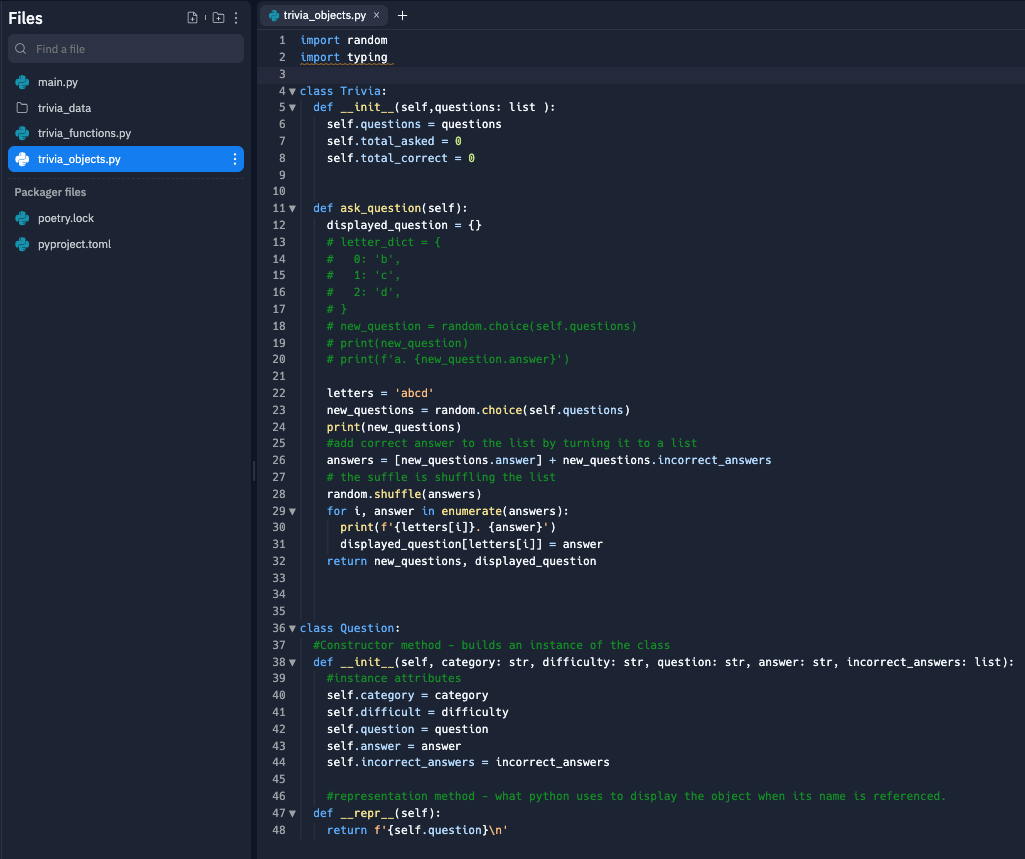 Files
Find a file
main.py
trivia_data
trivia_functions.py
trivia_objects.py
Packager files
poetry.lock
pyproject.toml
trivia_objects.py × +
1 import random
2 import typing
3
4 class Trivia:
5 def __init__(self,questions: list ):
6 self.questions = questions
7 self.total_asked = 0
8 self.total_correct = 0
9
10
11 def ask_question(self):
12 displayed_question = {}
13 # letter_dict = {
14 #   0: 'b',
15 #   1: 'c',
16 #   2: 'd',
17 # }
18 # new_question = random.choice(self.questions)
19 # print(new_question)
20 # print(f'a. {new_question.answer}')
21
22 letters = 'abcd'
23 new_questions = random.choice(self.questions)
24 print(new_questions)
25 #add correct answer to the list by turning it to a list
26 answers = [new_questions.answer] + new_questions.incorrect_answers
27 # the suffle is shuffling the list
28 random.shuffle(answers)
29 for i, answer in enumerate(answers):
30 print(f'{letters[i]}. {answer}')
31 displayed_question[letters[i]] = answer
32 return new_questions, displayed_question
33
34
35
36 class Question:
37 #Constructor method - builds an instance of the class
38 def __init__(self, category: str, difficulty: str, question: str, answer: str, incorrect_answers: list):
39 #instance attributes
40 self.category = category
41 self.difficult = difficulty
42 self.question = question
43 self.answer = answer
44 self.incorrect_answers = incorrect_answers
45
46 #representation method - what python uses to display the object when its name is referenced.
47 def __repr__(self):
48 return f'{self.question}\n'